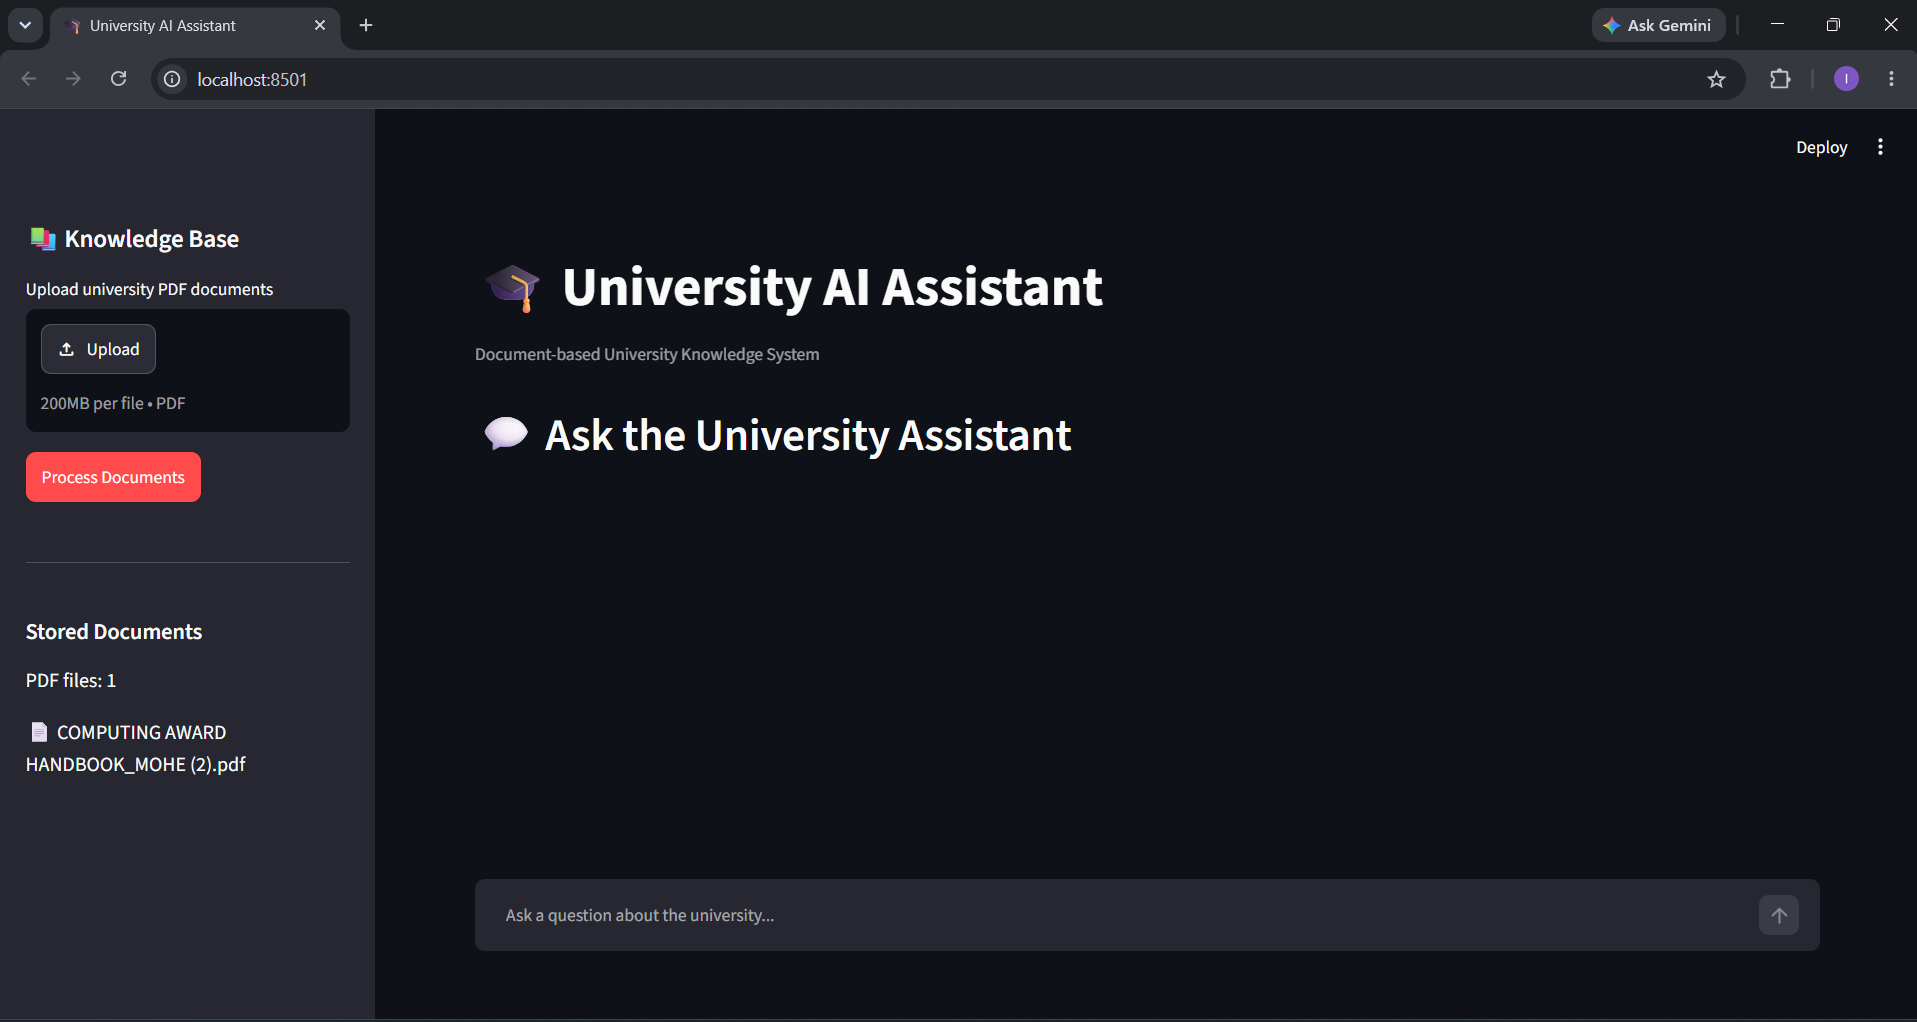 University AI Assistant
Ask Gemini
localhost:8501
I
Deploy
Knowledge Base
Upload university PDF documents
Upload
200MB per file • PDF
Process Documents
Stored Documents
PDF files: 1
COMPUTING AWARD
HANDBOOK_MOHE (2).pdf
University AI Assistant
Document-based University Knowledge System
Ask the University Assistant
Ask a question about the university...